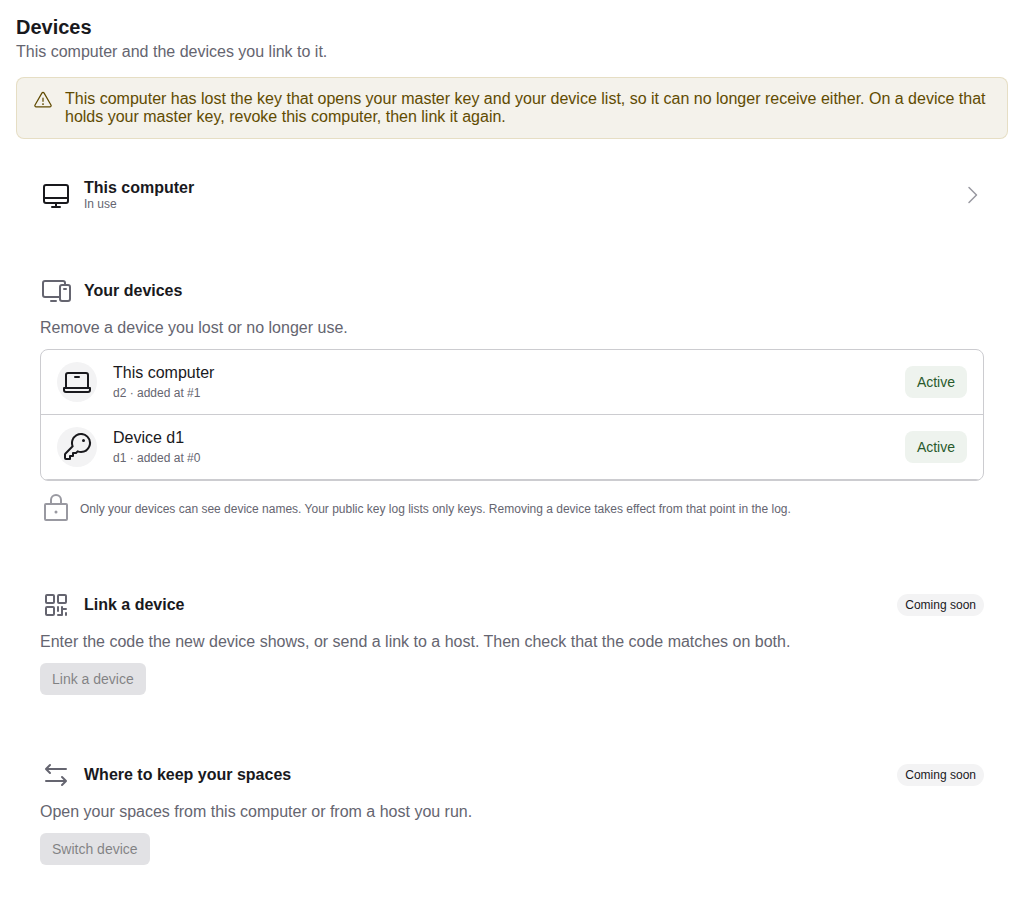 Devices
This computer and the devices you link to it.
This computer has lost the key that opens your master key and your device list, so it can no longer receive either. On a device that
holds your master key, revoke this computer, then link it again.
This computer
In use
Your devices
Remove a device you lost or no longer use.
This computer
d2 · added at #1
Active
Device d1
d1 · added at #0
Active
Only your devices can see device names. Your public key log lists only keys. Removing a device takes effect from that point in the log.
Link a device
Coming soon
Enter the code the new device shows, or send a link to a host. Then check that the code matches on both.
Link a device
Where to keep your spaces
Coming soon
Open your spaces from this computer or from a host you run.
Switch device